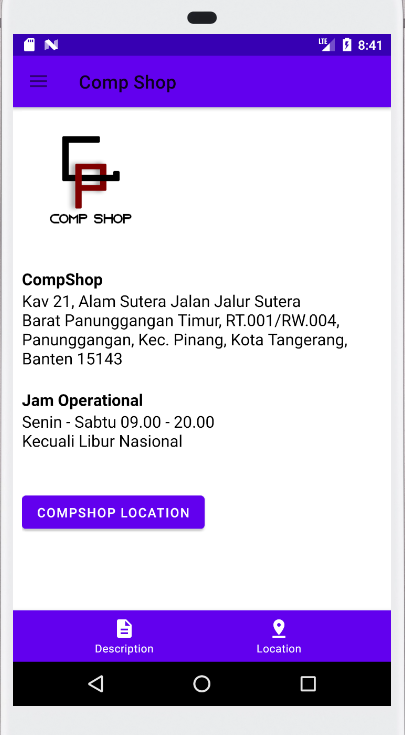 LTE 8:41
Comp Shop
CP
COMP SHOP
CompShop
Kav 21, Alam Sutera Jalan Jalur Sutera
Barat Panunggangan Timur, RT.001/RW.004,
Panunggangan, Kec. Pinang, Kota Tangerang,
Banten 15143
Jam Operational
Senin - Sabtu 09.00 - 20.00
Kecuali Libur Nasional
COMPSHOP LOCATION
Description Location